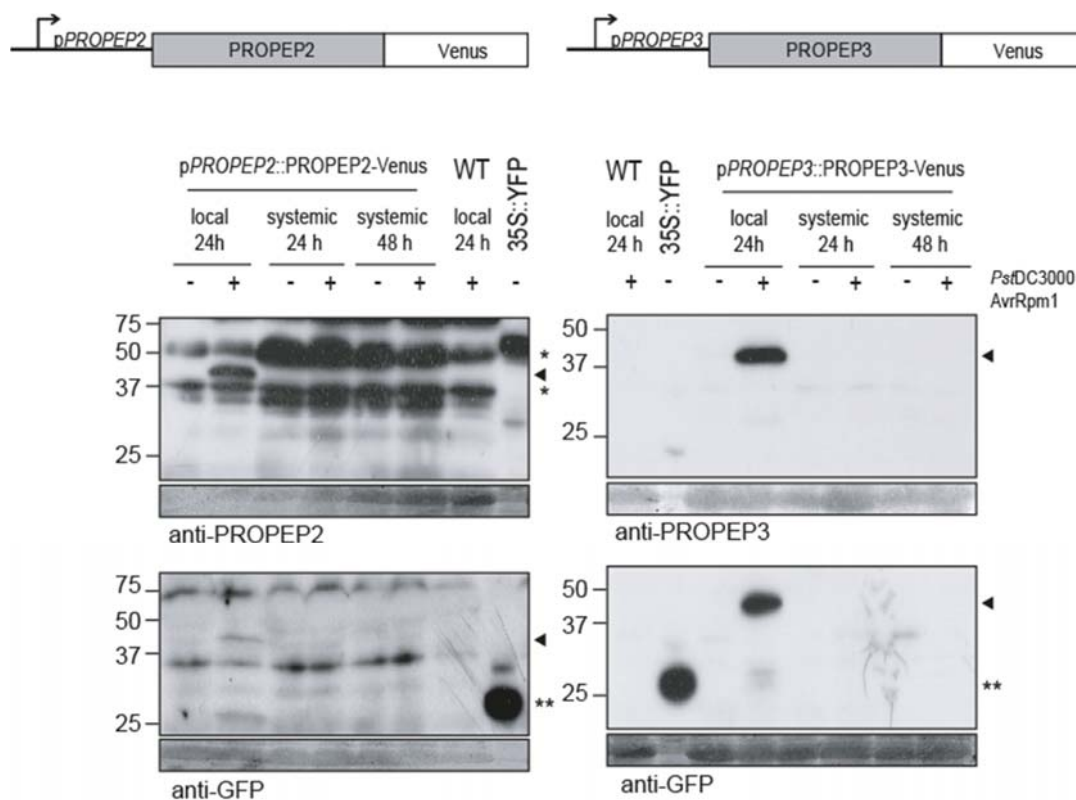 pPROPEP2 PROPEP2 Venus
pPROPEP3 PROPEP3 Venus
pPROPEP2::PROPEP2-Venus WT 35S::YFP
local 24h systemic 24 h systemic 48 h local 24 h
- + - + - + + -
75
50
37
25
*
*
anti-PROPEP2
WT 35S::YFP pPROPEP3::PROPEP3-Venus
local 24 h local 24h systemic 24 h systemic 48 h
+ - - + - + - + PstDC3000 AvrRpm1
50
37
25
anti-PROPEP3
75
50
37
25
**
anti-GFP
50
37
25
**
anti-GFP